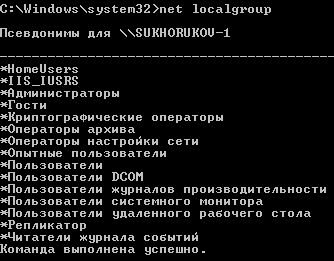 C:\Windows\system32>net localgroup
Псевдонимы для \\SUKHORUKOV-1
-------------------------------------------
*HomeUsers
*IIS_IUSRS
*Администраторы
*Гости
*Криптографические операторы
*Операторы архива
*Операторы настройки сети
*Опытные пользователи
*Пользователи
*Пользователи DCOM
*Пользователи журналов производительности
*Пользователи системного монитора
*Пользователи удаленного рабочего стола
*Репликатор
*Читатели журнала событий
Команда выполнена успешно.